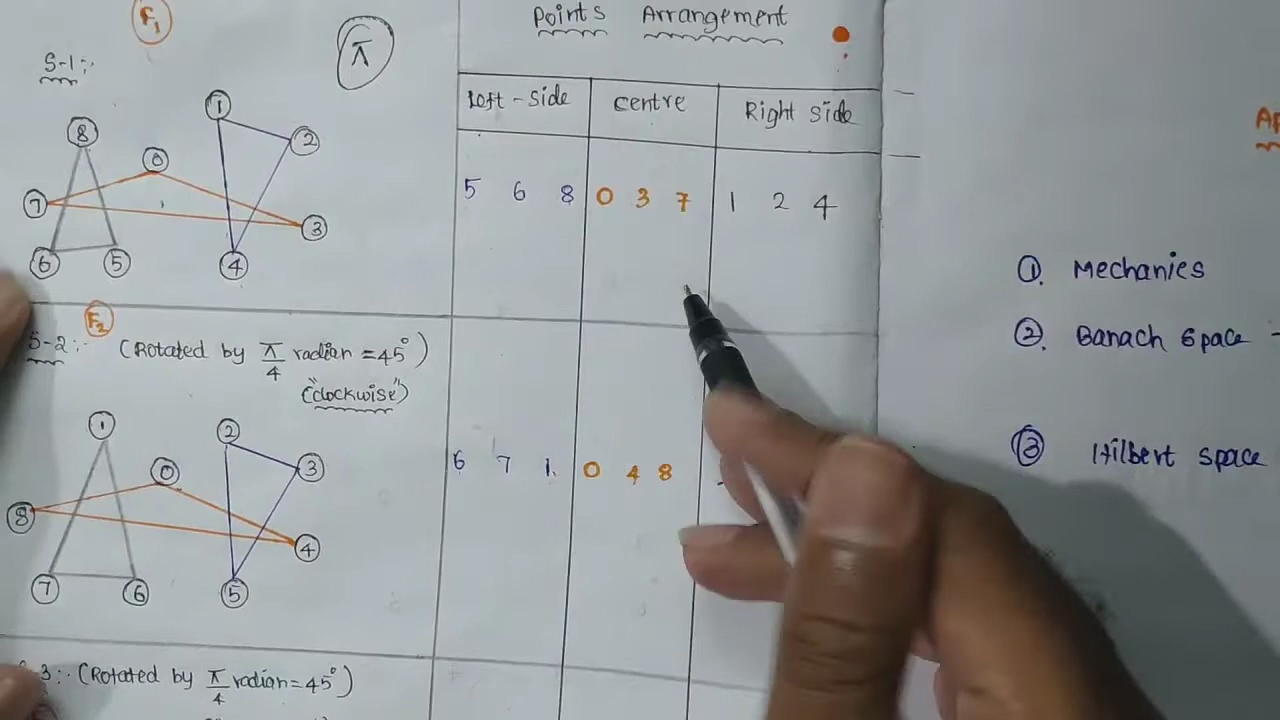 F1
π
S-1:-
1
8
2
0
7
3
6
5
4
Points Arrangement
Left-Side Centre Right Side
5 6 8 0 3 7 1 2 4
F2
S-2:- (Rotated by π/4 radian = 45°)
("clockwise")
1
2
0
3
8
4
7
6
5
6 7 1. 0 4 8
3:- (Rotated by π/4 radian = 45°)
1. Mechanics
2. Banach Space -
3 Hilbert space